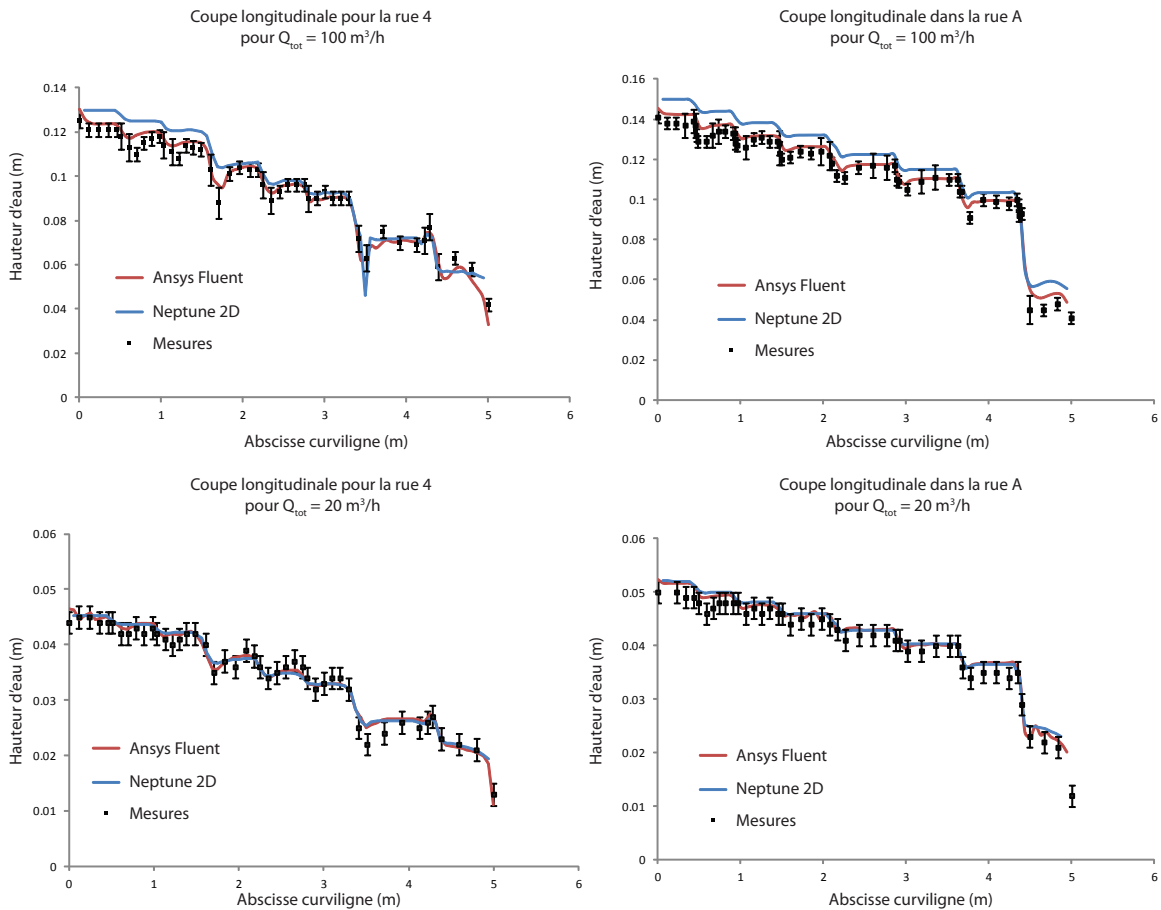 Coupe longitudinale pour la rue 4
pour Qtot = 100 m³/h
Hauteur d'eau (m)
0.14
0.12
0.1
0.08
0.06
0.04
0.02
0
0 1 2 3 4 5 6
Abscisse curviligne (m)
Ansys Fluent
Neptune 2D
Mesures
Coupe longitudinale dans la rue A
pour Qtot = 100 m³/h
Hauteur d'eau (m)
0.16
0.14
0.12
0.1
0.08
0.06
0.04
0.02
0
0 1 2 3 4 5 6
Abscisse curviligne (m)
Ansys Fluent
Neptune 2D
Mesures
Coupe longitudinale pour la rue 4
pour Qtot = 20 m³/h
Hauteur d'eau (m)
0.06
0.05
0.04
0.03
0.02
0.01
0
0 1 2 3 4 5 6
Abscisse curviligne (m)
Ansys Fluent
Neptune 2D
Mesures
Coupe longitudinale dans la rue A
pour Qtot = 20 m³/h
Hauteur d'eau (m)
0.06
0.05
0.04
0.03
0.02
0.01
0
0 1 2 3 4 5 6
Abscisse curviligne (m)
Ansys Fluent
Neptune 2D
Mesures